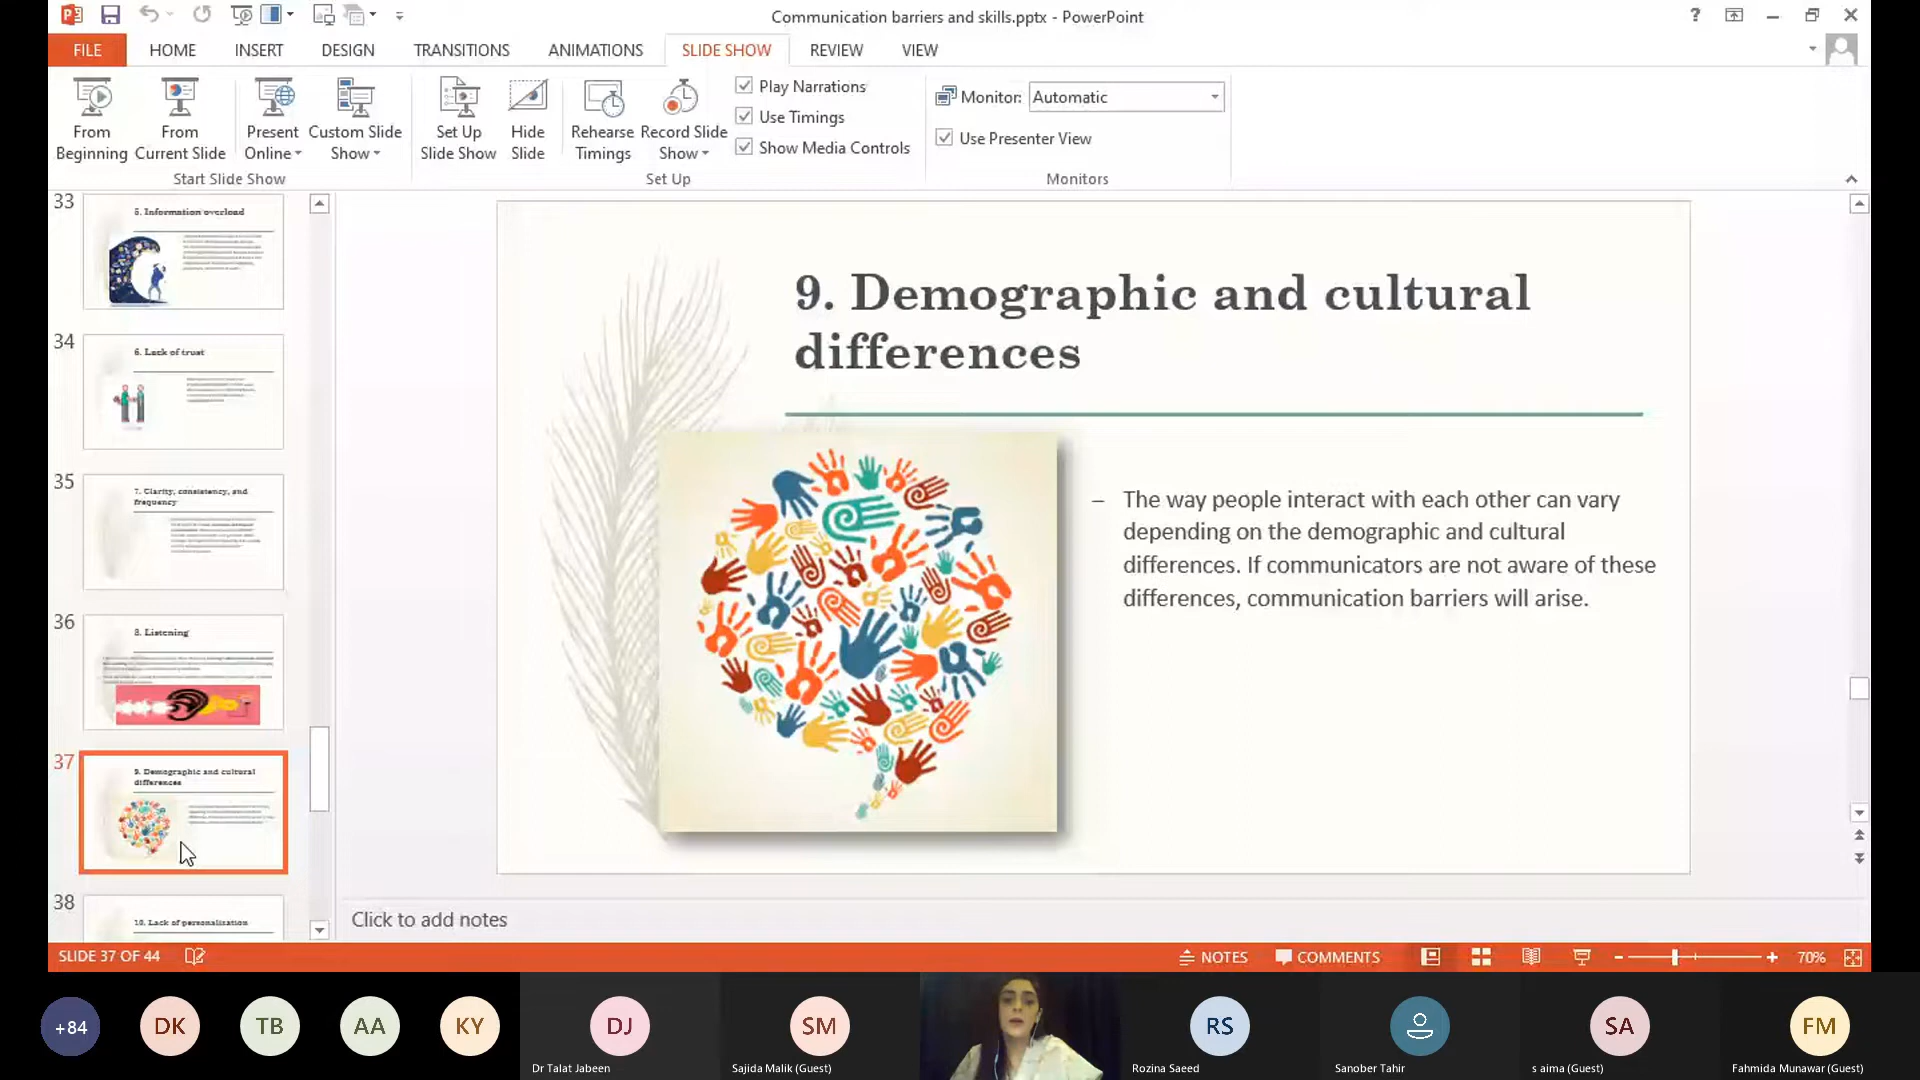 Communication barriers and skills.pptx - PowerPoint
?
FILE
HOME
INSERT
DESIGN
TRANSITIONS
ANIMATIONS
SLIDE SHOW
REVIEW
VIEW
From
Beginning
From
Current Slide
Present
Online
Custom Slide
Show
Set Up
Slide Show
Hide
Slide
Rehearse
Timings
Record Slide
Show
Play Narrations
Use Timings
Show Media Controls
Monitor:
Automatic
Use Presenter View
Start Slide Show
Set Up
Monitors
33
5. Information overload
34
6. Lack of trust
35
7. Clarity, consistency, and
frequency
36
8. Listening
37
9. Demographic and cultural
differences
38
10. Lack of personalisation
9. Demographic and cultural
differences
– The way people interact with each other can vary
depending on the demographic and cultural
differences. If communicators are not aware of these
differences, communication barriers will arise.
Click to add notes
SLIDE 37 OF 44
NOTES
COMMENTS
70%
+84
DK
TB
AA
KY
DJ
Dr Talat Jabeen
SM
Sajida Malik (Guest)
RS
Rozina Saeed
Sanober Tahir
SA
s aima (Guest)
FM
Fahmida Munawar (Guest)